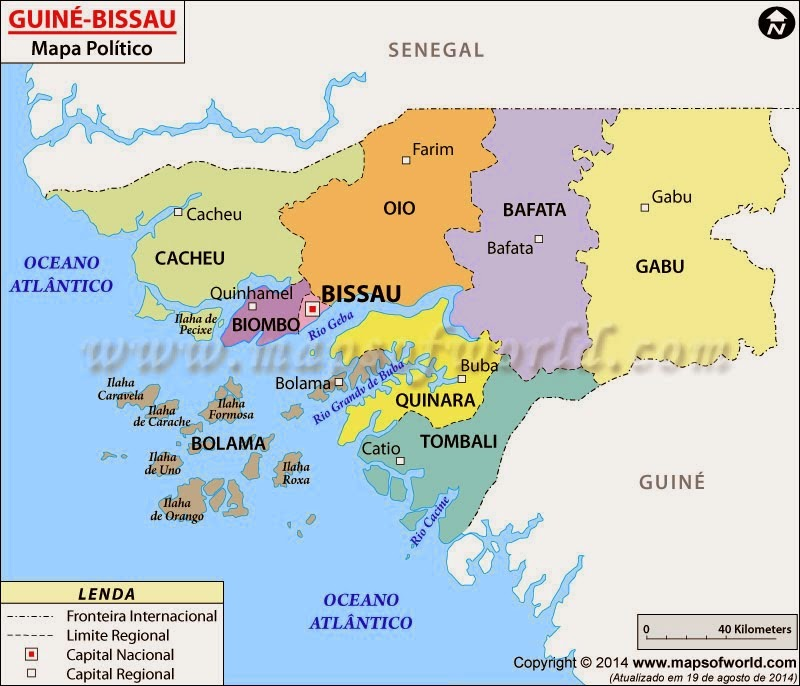 GUINÉ-BISSAU
Mapa Político
SENEGAL
Farim
OIO
Cacheu
CACHEU
BAFATA
Bafata
Gabu
GABU
OCEANO
ATLÂNTICO
Quinhamel
BISSAU
BIOMBO
Ilaha de
Pecixe
Rio Geba
www.mapsofworld.com
Bolama
Buba
Rio Grandv de Buba
QUINARA
Ilaha
Caravela
Ilaha
de Carache
Ilaha
Formosa
BOLAMA
TOMBALI
Catio
Ilaha
de Uno
Ilaha
Roxa
Ilaha
de Orango
Rio Cacine
GUINÉ
OCEANO
ATLÂNTICO
LENDA
Fronteira Internacional
Limite Regional
Capital Nacional
Capital Regional
0 40 Kilometers
Copyright © 2014 www.mapsofworld.com
(Atualizado em 19 de agosto de 2014)